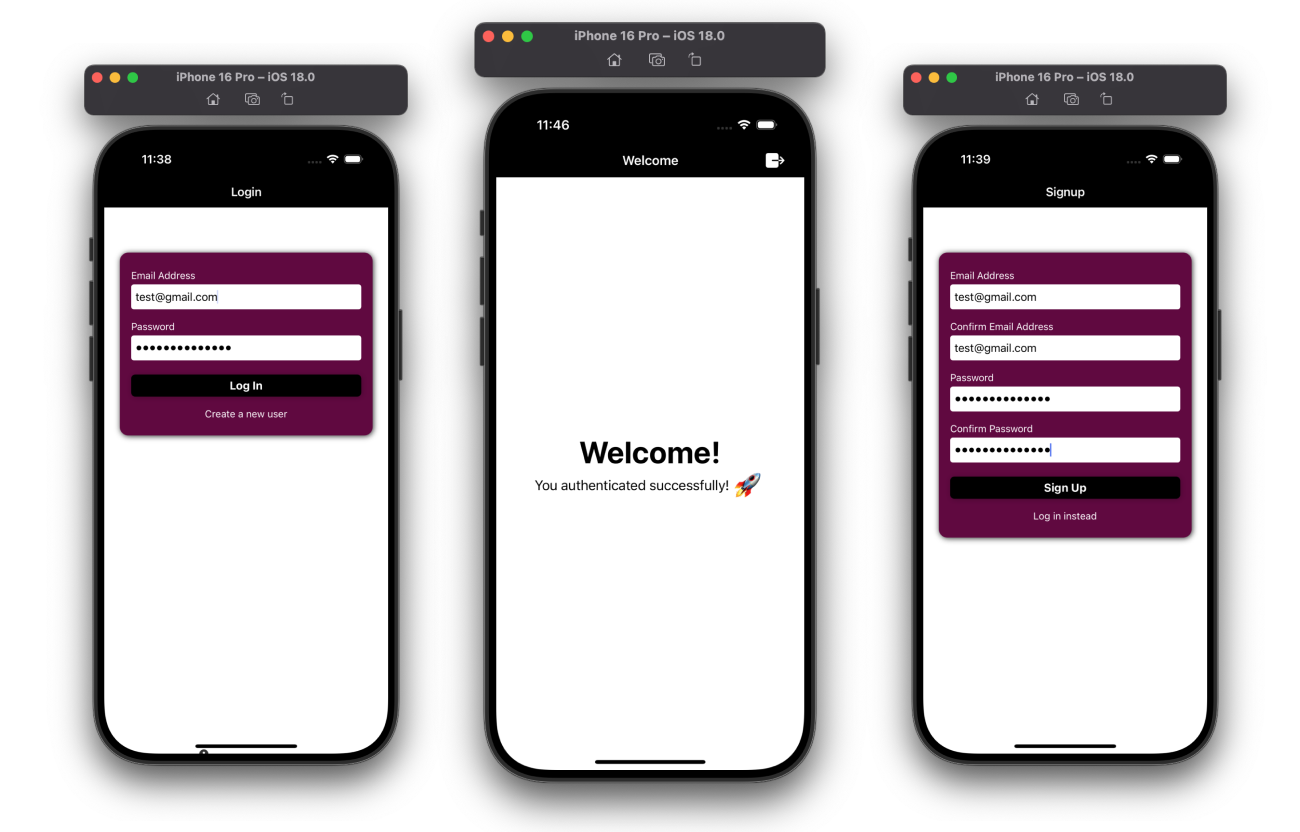 iPhone 16 Pro – iOS 18.0
11:38
Login
Email Address
test@gmail.com
Password
••••••••••••••
Log In
Create a new user
iPhone 16 Pro – iOS 18.0
11:46
Welcome
Welcome!
You authenticated successfully! 🚀
iPhone 16 Pro – iOS 18.0
11:39
Signup
Email Address
test@gmail.com
Confirm Email Address
test@gmail.com
Password
••••••••••••••
Confirm Password
••••••••••••••
Sign Up
Log in instead